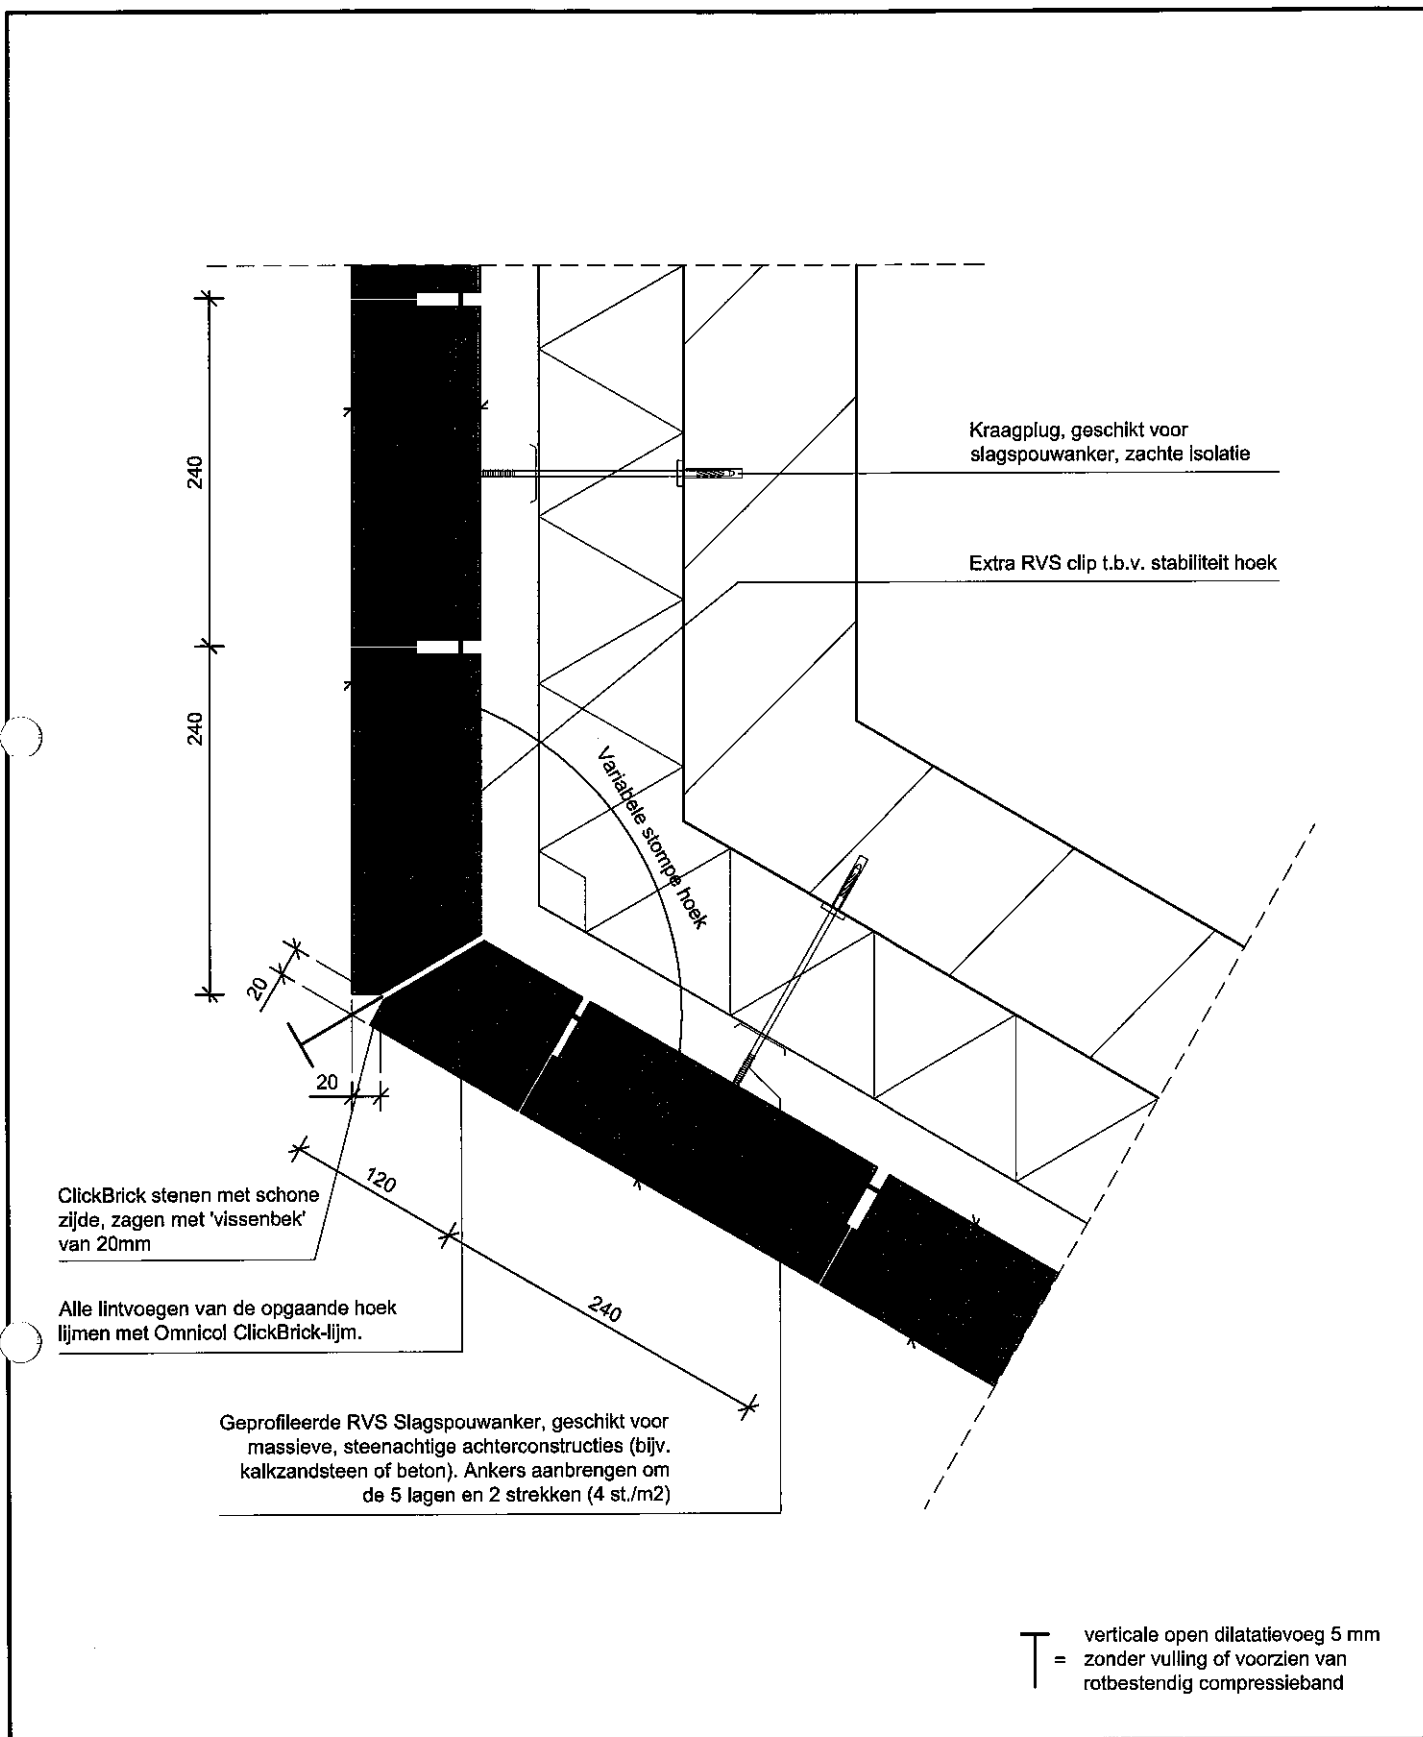 Kraagplug, geschikt voor
slagspouwanker, zachte isolatie
240
Extra RVS clip t.b.v. stabiliteit hoek
240
Variabele stompe hoek
20
20
120
ClickBrick stenen met schone
zijde, zagen met 'vissenbek'
van 20mm
240
Alle lintvoegen van de opgaande hoek
lijmen met Omnicol ClickBrick-lijm.
Geprofileerde RVS Slagspouwanker, geschikt voor
massieve, steenachtige achterconstructies (bijv.
kalkzandsteen of beton). Ankers aanbrengen om
de 5 lagen en 2 strekken (4 st./m2)
verticale open dilatatievoeg 5 mm
= zonder vulling of voorzien van
rotbestendig compressieband